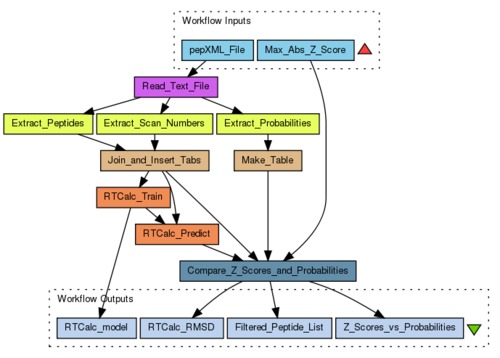 Workflow Inputs
pepXML_File
Max_Abs_Z_Score
Read_Text_File
Extract_Peptides
Extract_Scan_Numbers
Extract_Probabilities
Join_and_Insert_Tabs
Make_Table
RTCalc_Train
RTCalc_Predict
Compare_Z_Scores_and_Probabilities
Workflow Outputs
RTCalc_model
RTCalc_RMSD
Filtered_Peptide_List
Z_Scores_vs_Probabilities